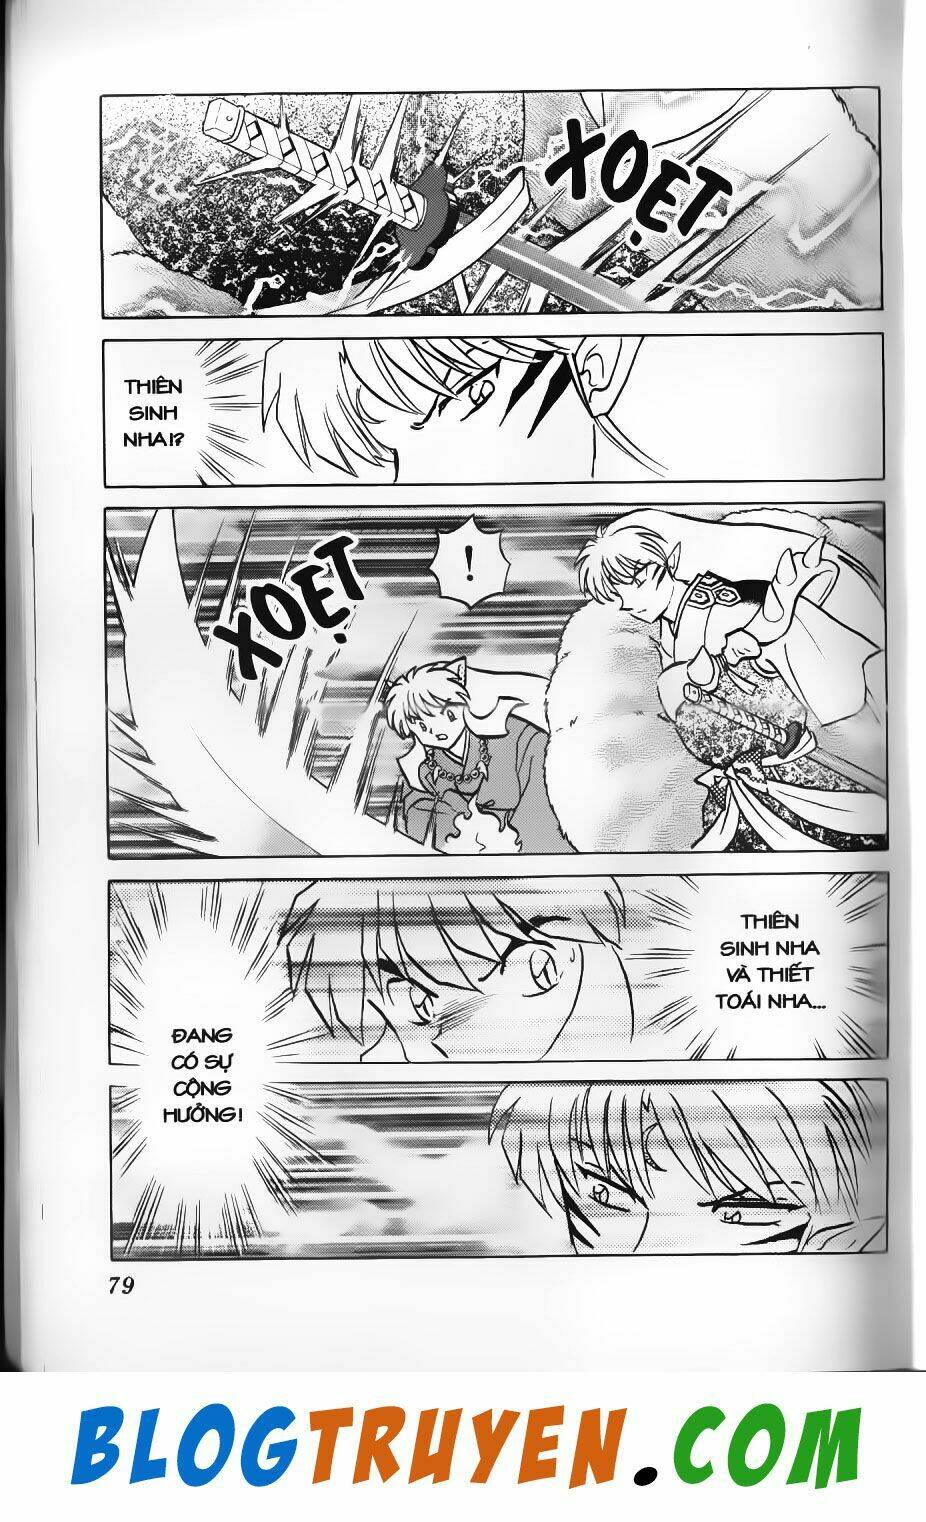 XOẸT
THIÊN
SINH
NHA!?
XOẸT
!
THIÊN
SINH NHA
VÀ THIẾT
TOÁI NHA...
ĐANG
CÓ SỰ
CỘNG
HƯỞNG!
79
BLOGTRUYEN.COM